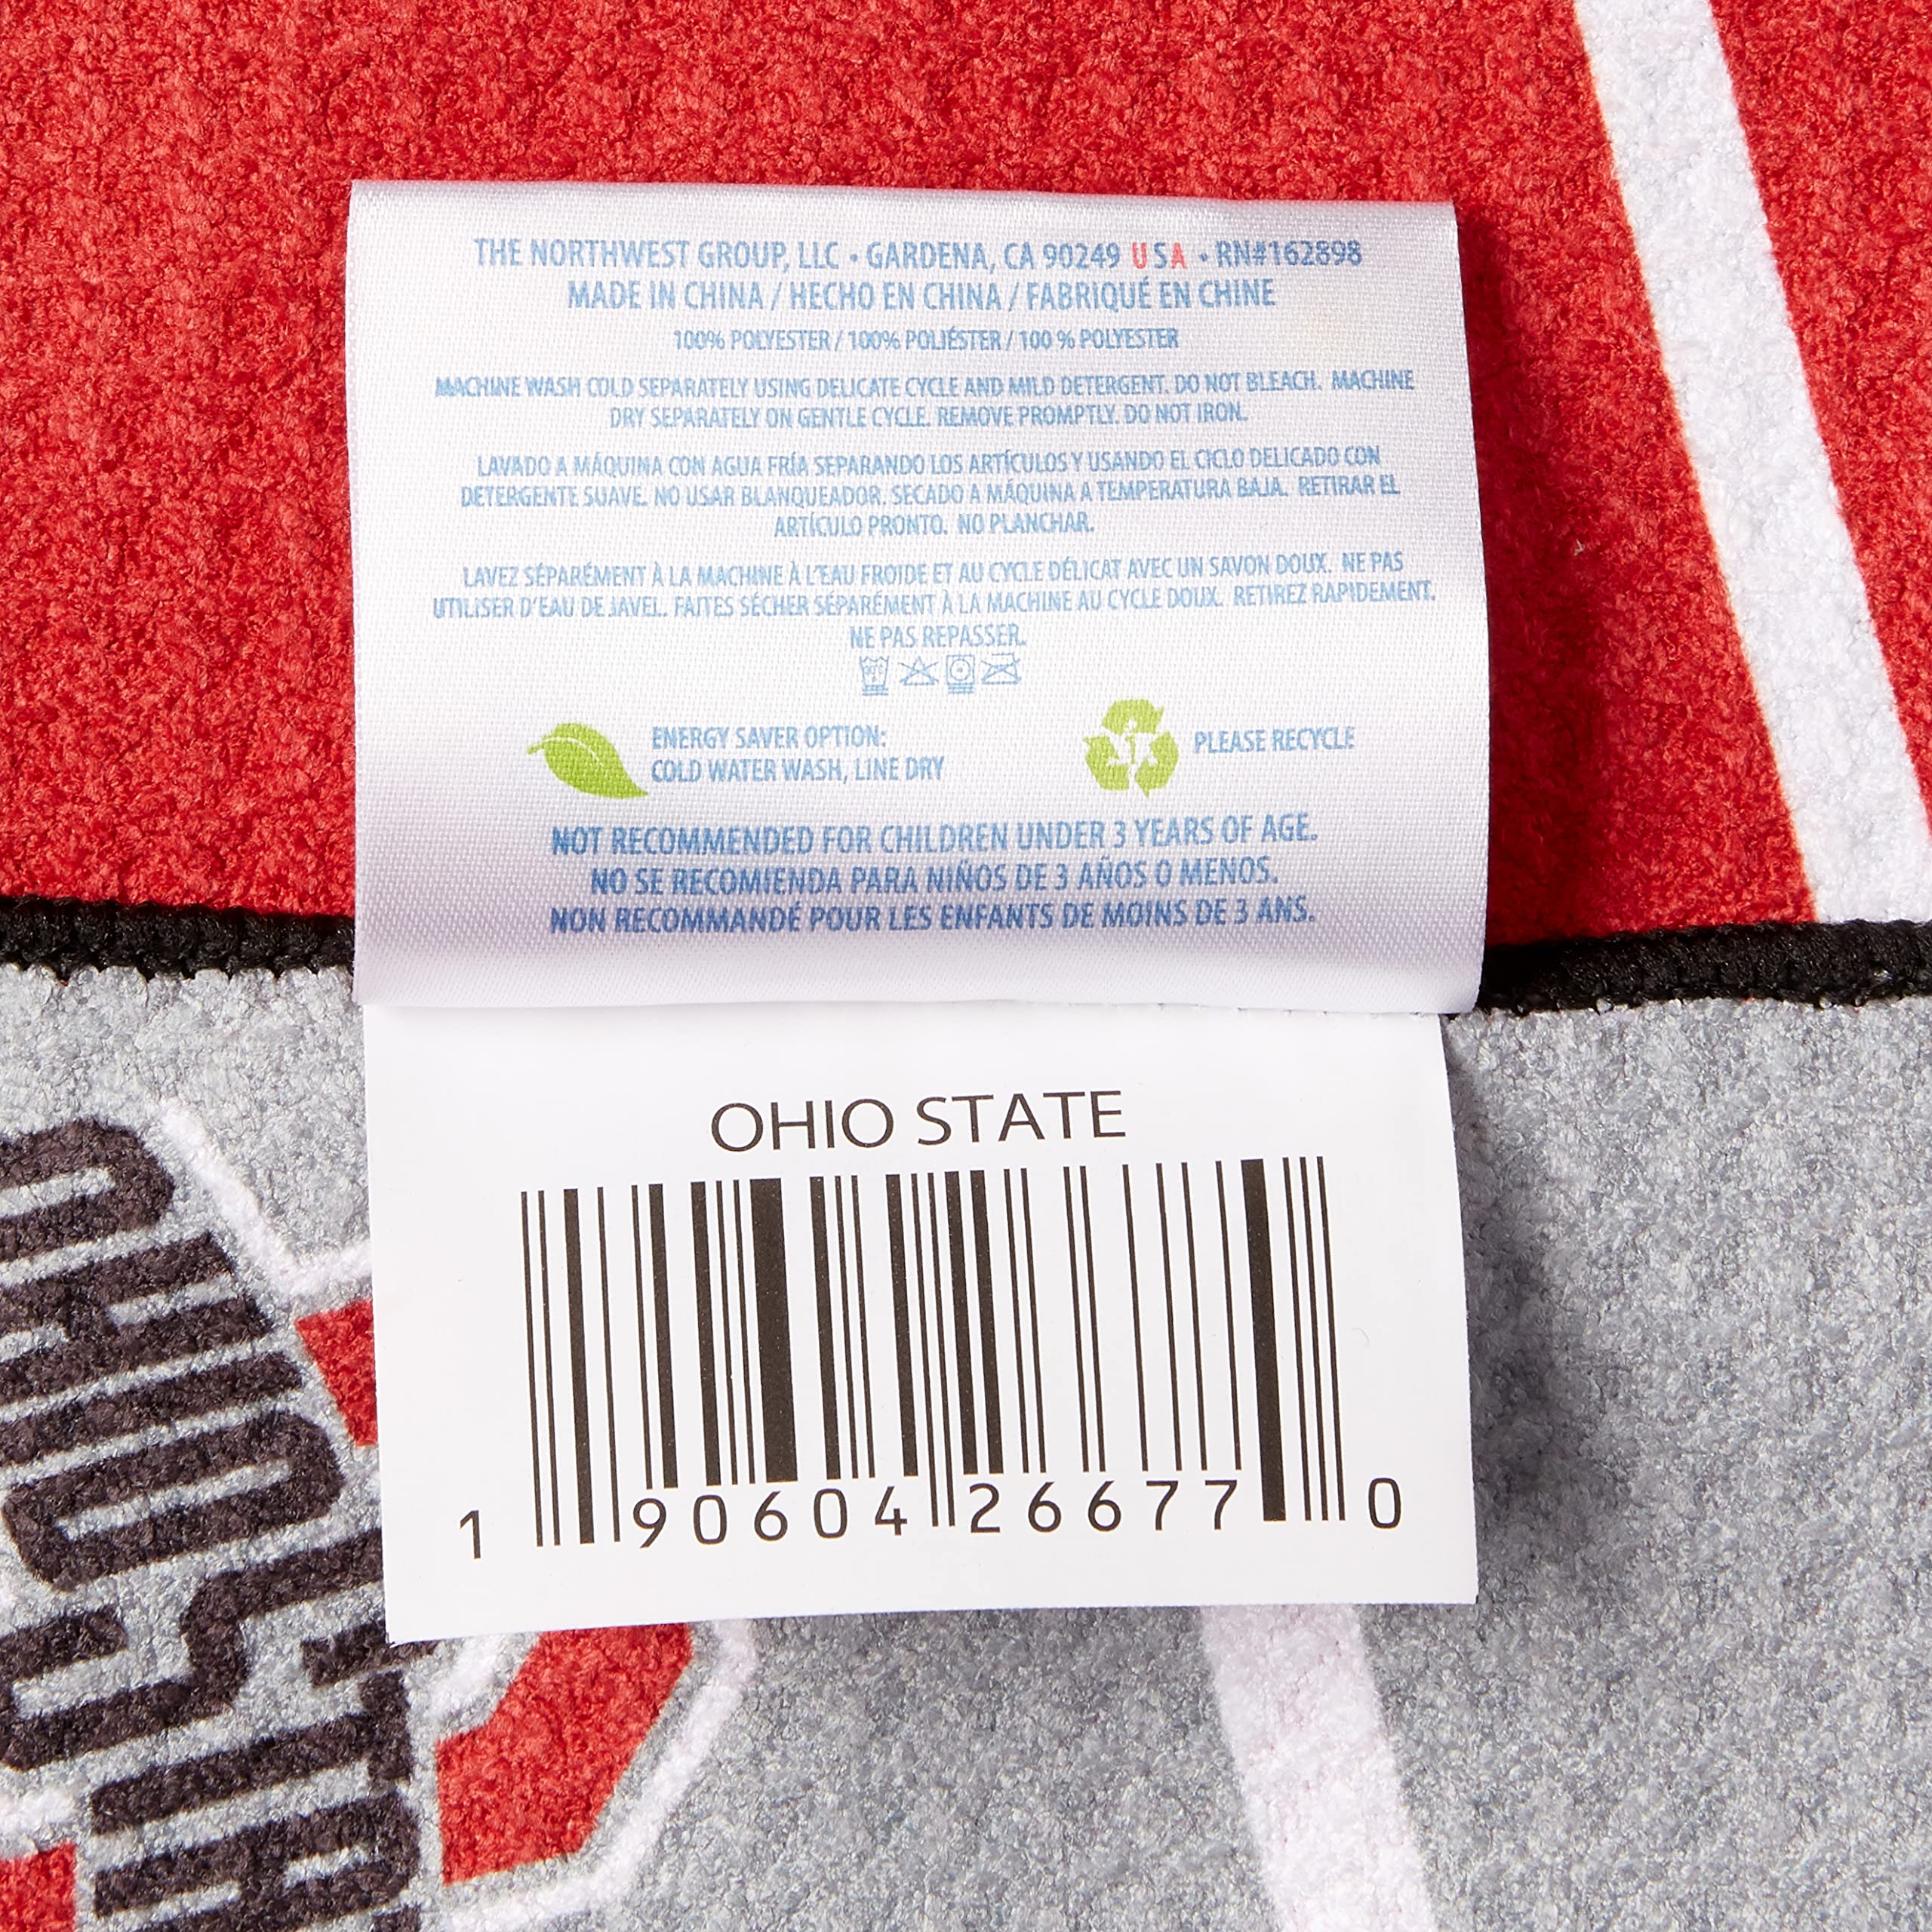 THE NORTHWEST GROUP, LLC • GARDENA, CA 90249 USA • RN#162898
MADE IN CHINA / HECHO EN CHINA / FABRIQUÉ EN CHINE
100% POLYESTER / 100% POLIÉSTER / 100 % POLYESTER
MACHINE WASH COLD SEPARATELY USING DELICATE CYCLE AND MILD DETERGENT. DO NOT BLEACH. MACHINE
DRY SEPARATELY ON GENTLE CYCLE. REMOVE PROMPTLY. DO NOT IRON.
LAVADO A MÁQUINA CON AGUA FRÍA SEPARANDO LOS ARTÍCULOS Y USANDO EL CICLO DELICADO CON
DETERGENTE SUAVE. NO USAR BLANQUEADOR. SECADO A MÁQUINA A TEMPERATURA BAJA. RETIRAR EL
ARTÍCULO PRONTO. NO PLANCHAR.
LAVEZ SÉPARÉMENT À LA MACHINE À L'EAU FROIDE ET AU CYCLE DÉLICAT AVEC UN SAVON DOUX. NE PAS
UTILISER D'EAU DE JAVEL. FAITES SÉCHER SÉPARÉMENT À LA MACHINE AU CYCLE DOUX. RETIREZ RAPIDEMENT.
NE PAS REPASSER.
ENERGY SAVER OPTION:
COLD WATER WASH, LINE DRY
1
PLEASE RECYCLE
NOT RECOMMENDED FOR CHILDREN UNDER 3 YEARS OF AGE.
NO SE RECOMIENDA PARA NIÑOS DE 3 AÑOS O MENOS.
NON RECOMMANDÉ POUR LES ENFANTS DE MOINS DE 3 ANS.
OHIO STATE
1 90604 26677 0
OHIO